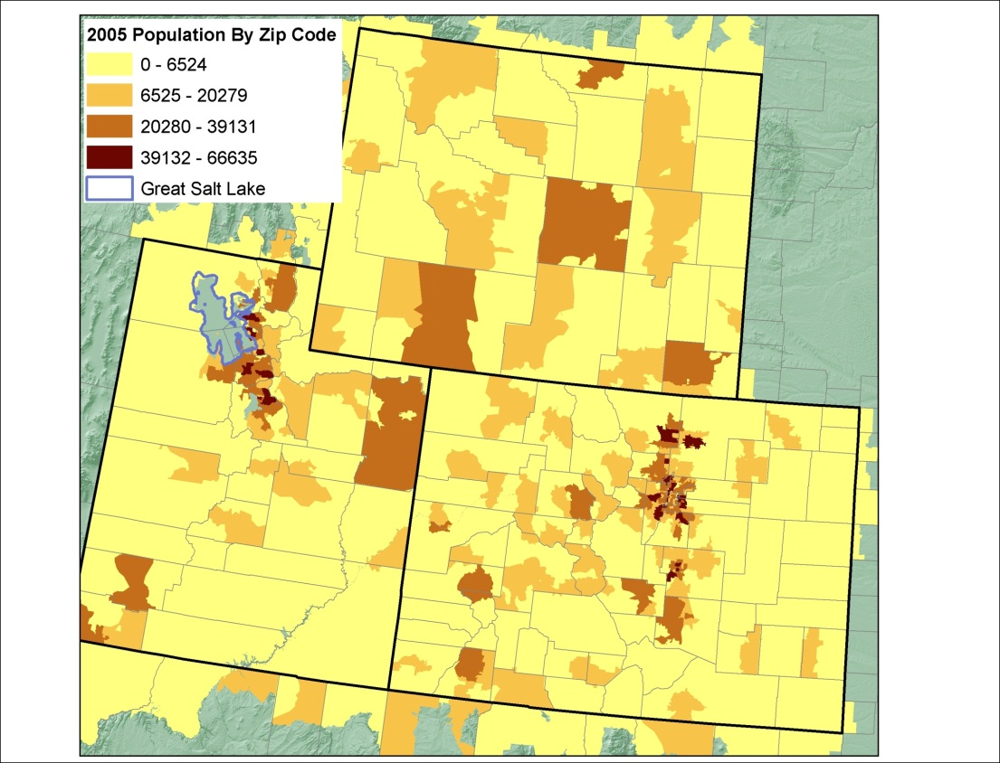 2005 Population By Zip Code
0 - 6524
6525 - 20279
20280 - 39131
39132 - 66635
Great Salt Lake